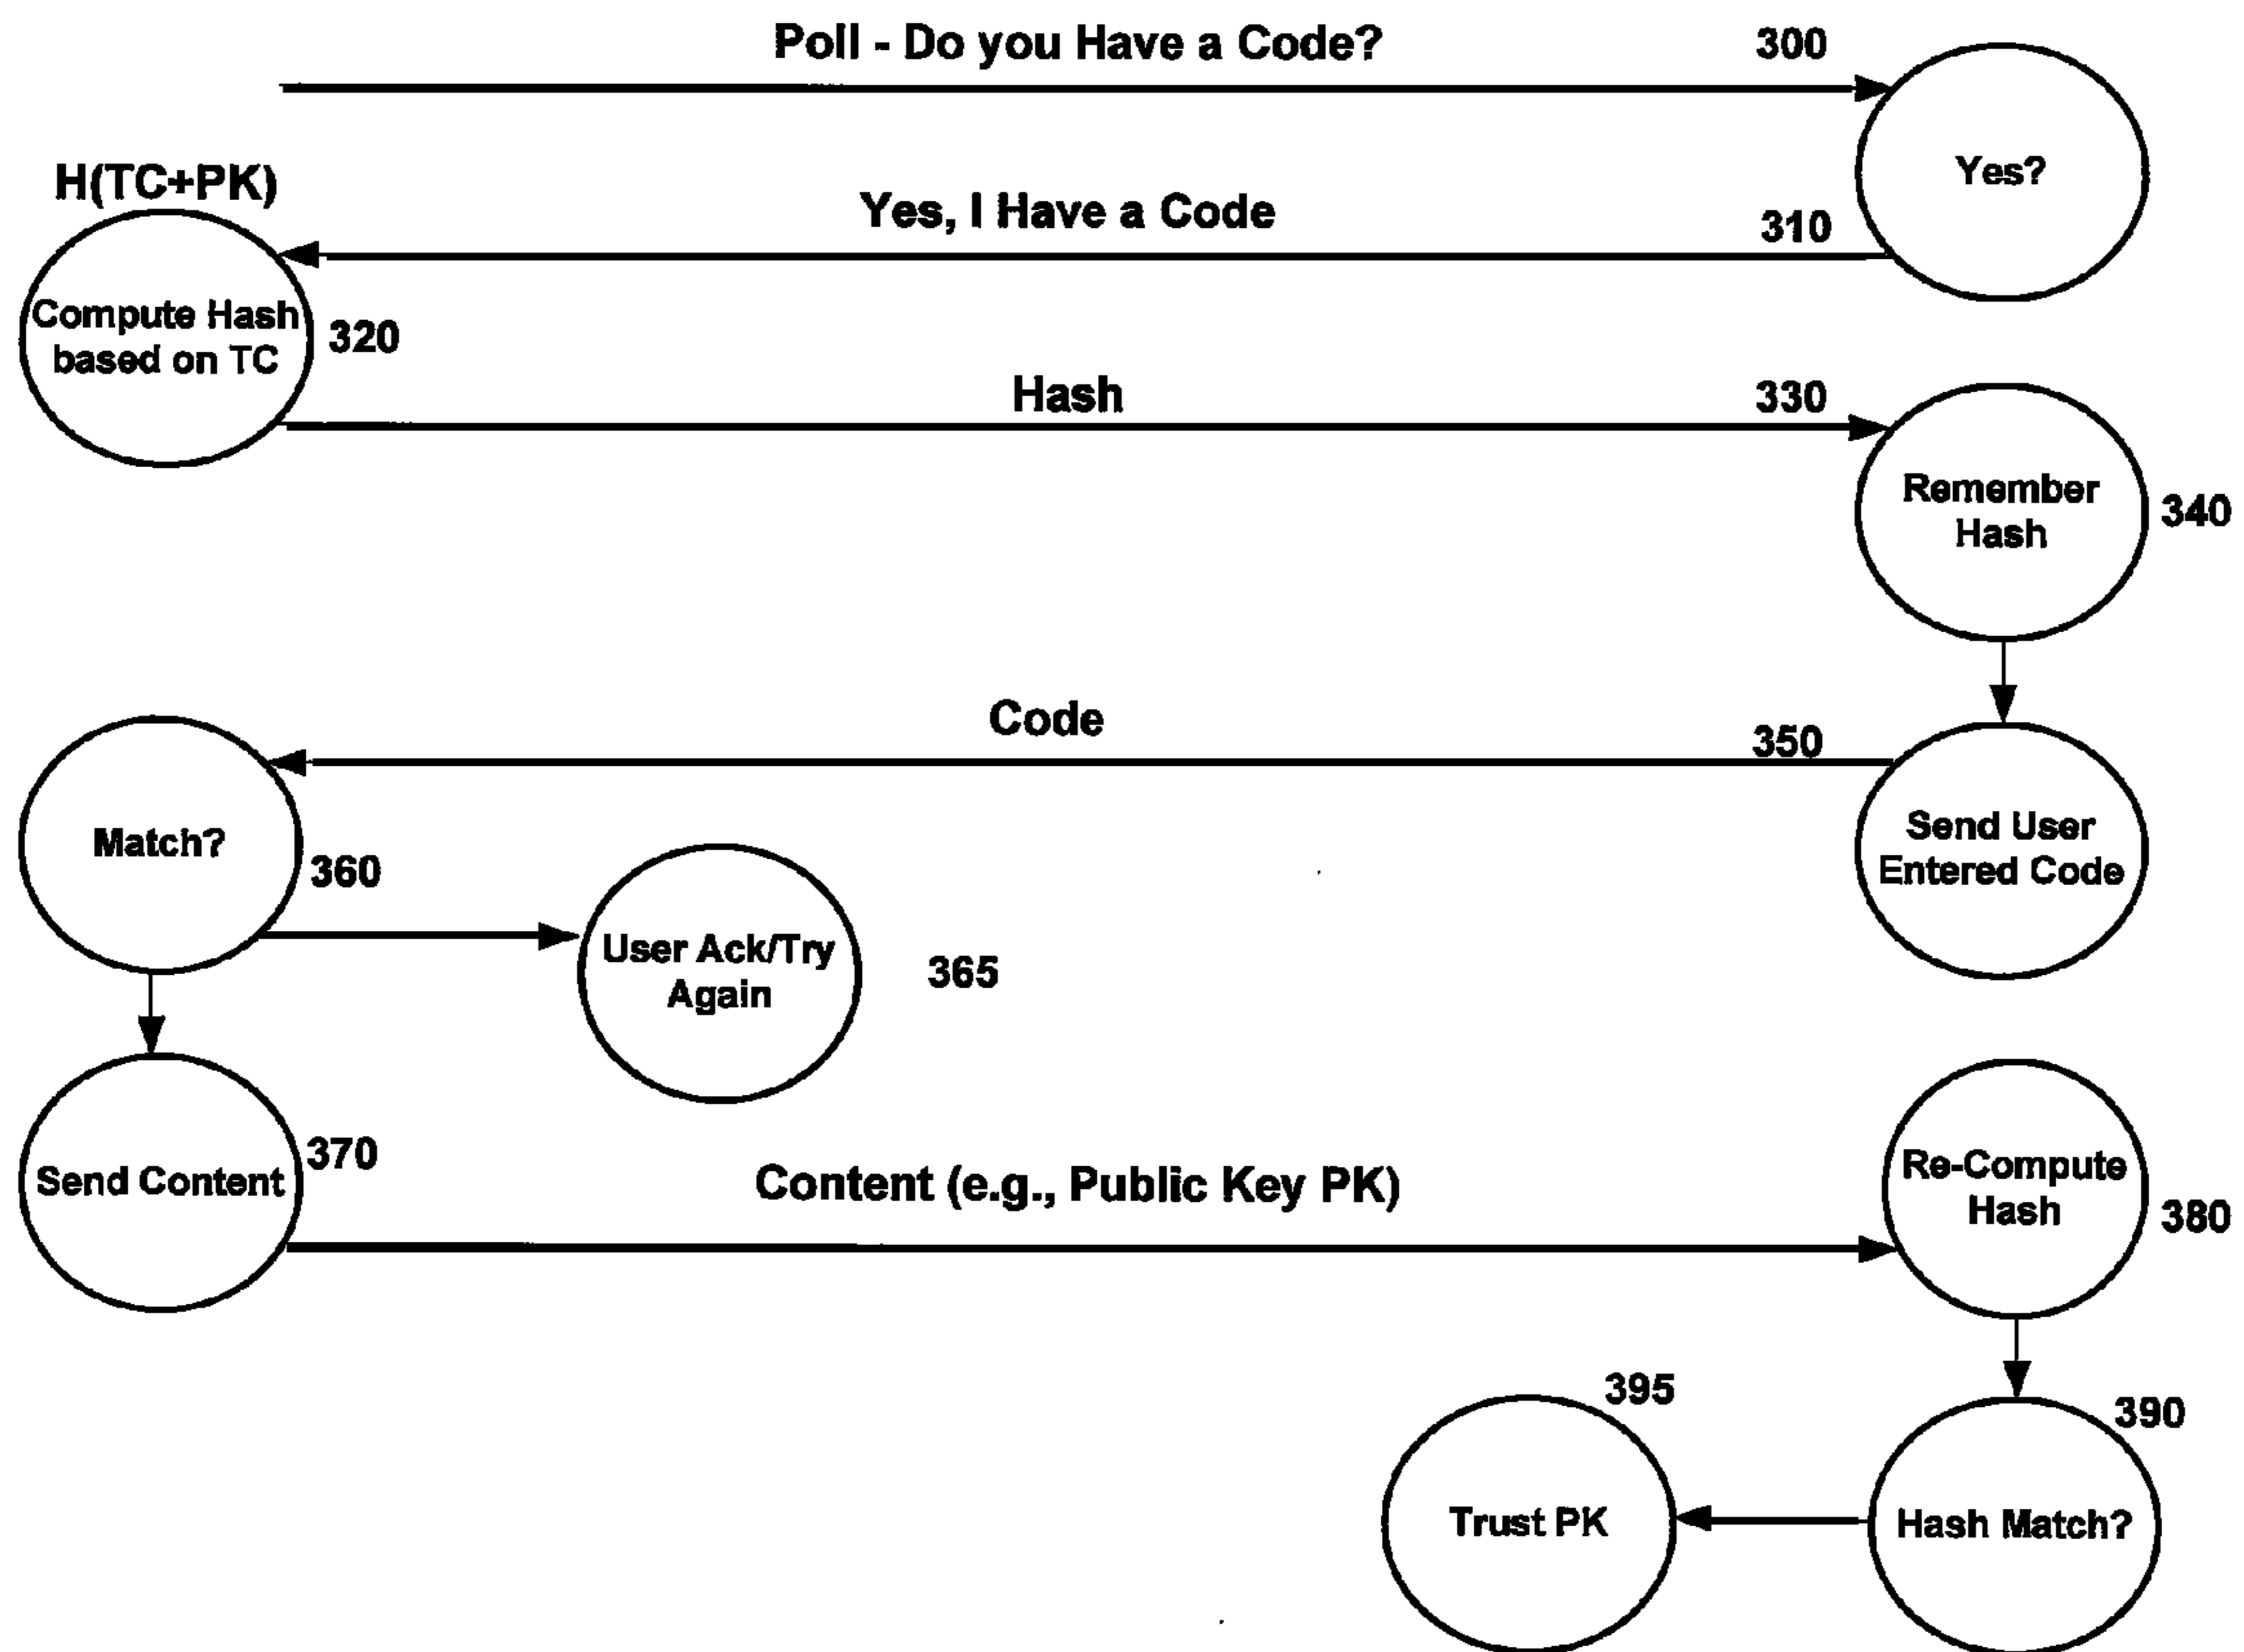 Poll - Do you Have a Code?
300
Yes?
H(TC+PK)
Yes, I Have a Code
310
Compute Hash
based on TC
320
Hash
330
Remember
Hash
340
Code
350
Send User
Entered Code
Match?
360
User Ack/Try
Again
365
Send Content
370
Content (e.g., Public Key PK)
Re-Compute
Hash
380
390
Hash Match?
395
Trust PK